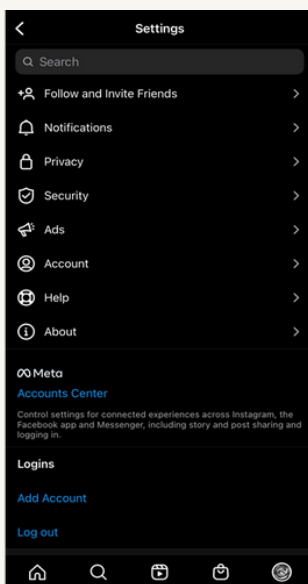 Settings
Search
Follow and Invite Friends
Notifications
Privacy
Security
Ads
Account
Help
About
Meta
Accounts Center
Control settings for connected experiences across Instagram, the
Facebook app and Messenger, including story and post sharing and
logging in.
Logins
Add Account
Log out